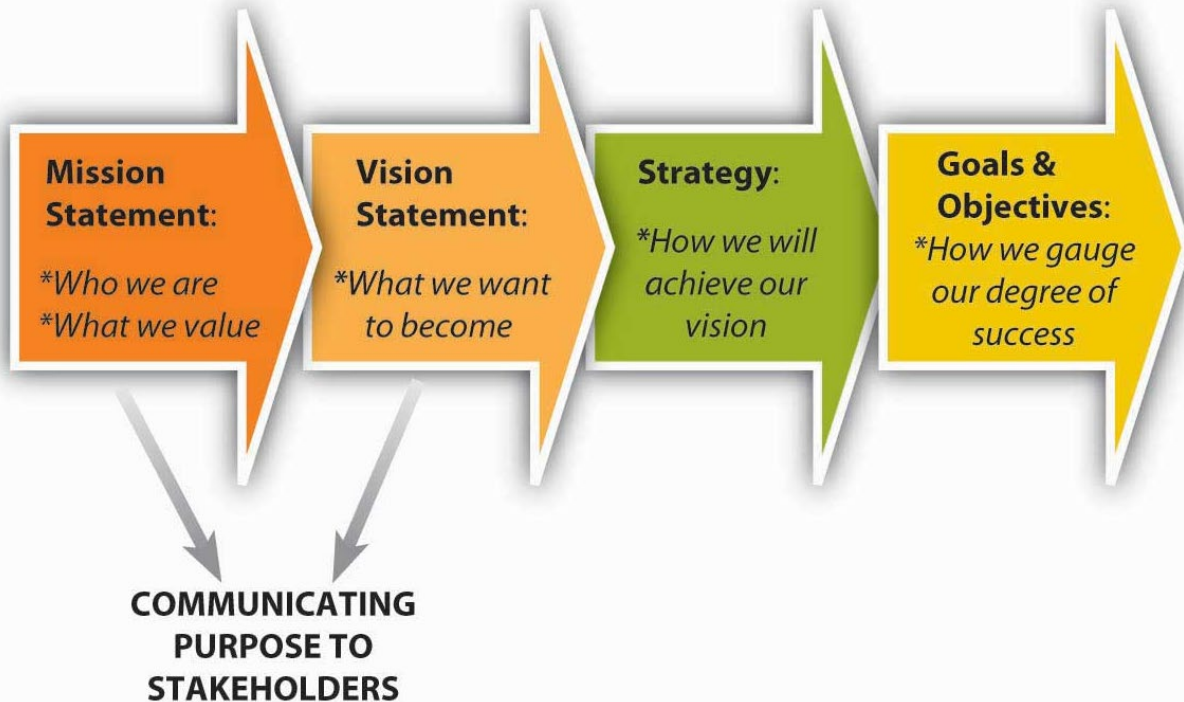 Mission
Statement:
*Who we are
*What we value
Vision
Statement:
*What we want
to become
Strategy:
*How we will
achieve our
vision
Goals &
Objectives:
*How we gauge
our degree of
success
COMMUNICATING
PURPOSE TO
STAKEHOLDERS